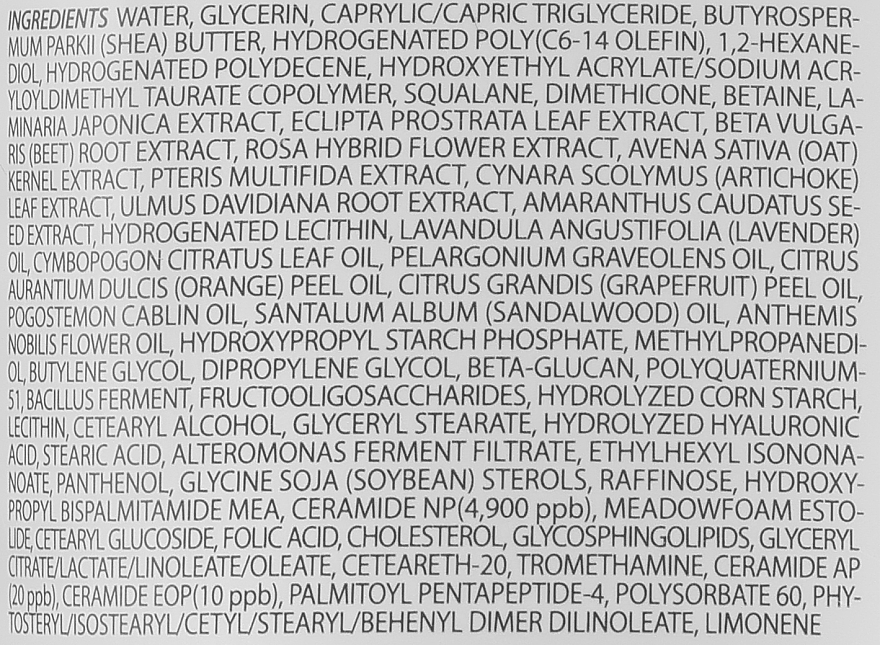 INGREDIENTS WATER, GLYCERIN, CAPRYLIC/CAPRIC TRIGLYCERIDE, BUTYROSPER-
MUM PARKII (SHEA) BUTTER, HYDROGENATED POLY(C6-14 OLEFIN), 1,2-HEXANE-
DIOL, HYDROGENATED POLYDECENE, HYDROXYETHYL ACRYLATE/SODIUM ACR-
YLOYLDIMETHYL TAURATE COPOLYMER, SQUALANE, DIMETHICONE, BETAINE, LA-
MINARIA JAPONICA EXTRACT, ECLIPTA PROSTRATA LEAF EXTRACT, BETA VULGA-
RIS (BEET) ROOT EXTRACT, ROSA HYBRID FLOWER EXTRACT, AVENA SATIVA (OAT)
KERNEL EXTRACT, PTERIS MULTIFIDA EXTRACT, CYNARA SCOLYMUS (ARTICHOKE)
LEAF EXTRACT, ULMUS DAVIDIANA ROOT EXTRACT, AMARANTHUS CAUDATUS SE-
ED EXTRACT, HYDROGENATED LECITHIN, LAVANDULA ANGUSTIFOLIA (LAVENDER)
OIL, CYMBOPOGON CITRATUS LEAF OIL, PELARGONIUM GRAVEOLENS OIL, CITRUS
AURANTIUM DULCIS (ORANGE) PEEL OIL, CITRUS GRANDIS (GRAPEFRUIT) PEEL OIL,
POGOSTEMON CABLIN OIL, SANTALUM ALBUM (SANDALWOOD) OIL, ANTHEMIS
NOBILIS FLOWER OIL, HYDROXYPROPYL STARCH PHOSPHATE, METHYLPROPANEDI-
OL, BUTYLENE GLYCOL, DIPROPYLENE GLYCOL, BETA-GLUCAN, POLYQUATERNIUM-
51, BACILLUS FERMENT, FRUCTOOLIGOSACCHARIDES, HYDROLYZED CORN STARCH,
LECITHIN, CETEARYL ALCOHOL, GLYCERYL STEARATE, HYDROLYZED HYALURONIC
ACID, STEARIC ACID, ALTEROMONAS FERMENT FILTRATE, ETHYLHEXYL ISONONA-
NOATE, PANTHENOL, GLYCINE SOJA (SOYBEAN) STEROLS, RAFFINOSE, HYDROXY-
PROPYL BISPALMITAMIDE MEA, CERAMIDE NP(4,900 ppb), MEADOWFOAM ESTO-
LIDE, CETEARYL GLUCOSIDE, FOLIC ACID, CHOLESTEROL, GLYCOSPHINGOLIPIDS, GLYCERYL
CITRATE/LACTATE/LINOLEATE/OLEATE, CETEARETH-20, TROMETHAMINE, CERAMIDE AP
(20 ppb), CERAMIDE EOP(10 ppb), PALMITOYL PENTAPEPTIDE-4, POLYSORBATE 60, PHY-
TOSTERYL/ISOSTEARYL/CETYL/STEARYL/BEHENYL DIMER DILINOLEATE, LIMONENE